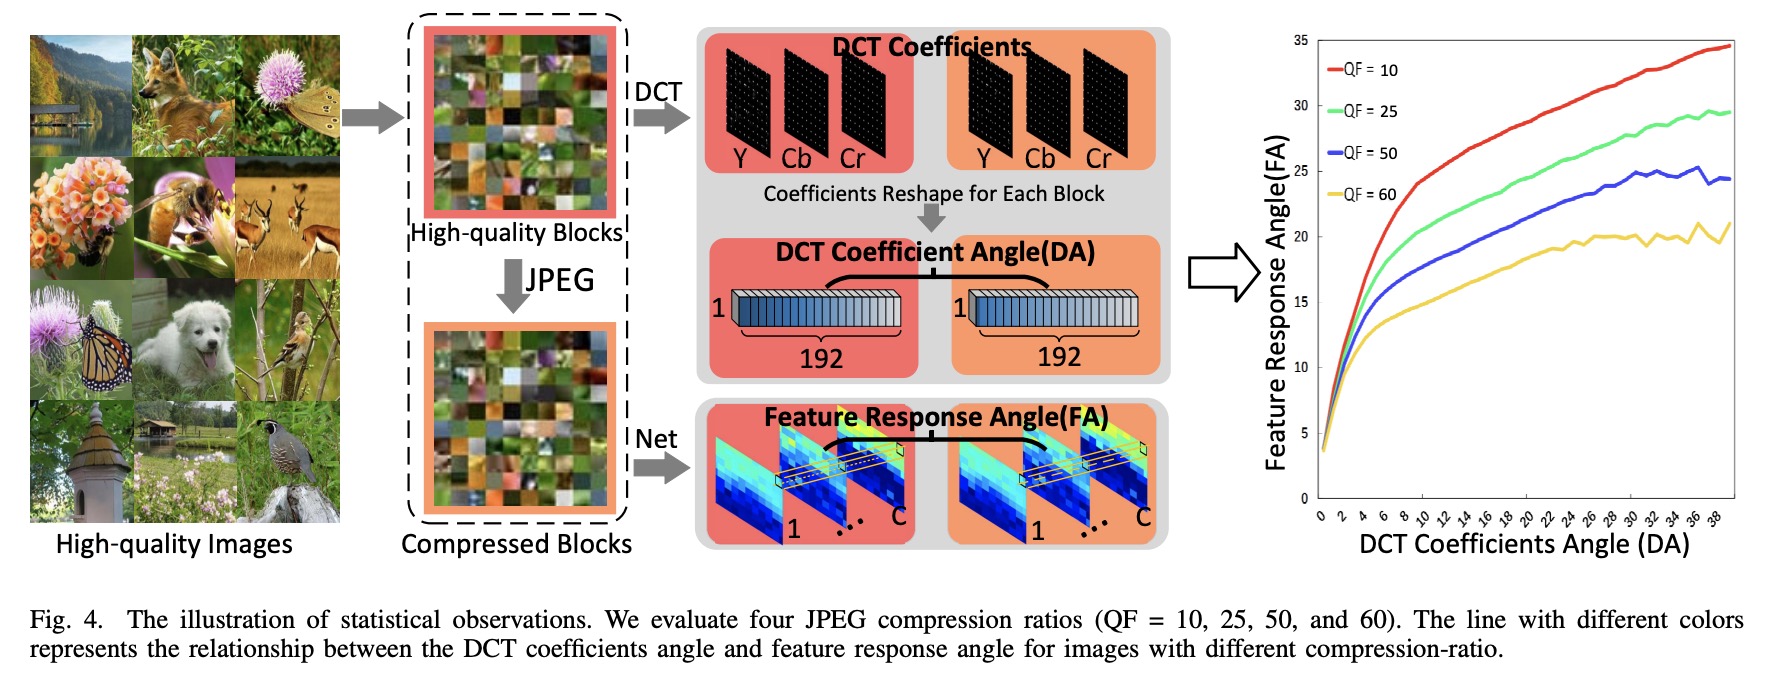 High-quality Images
High-quality Blocks
JPEG
Compressed Blocks
DCT
Net
DCT Coefficients
Y Cb Cr
Y Cb Cr
Coefficients Reshape for Each Block
DCT Coefficient Angle(DA)
1
192
1
192
Feature Response Angle(FA)
1
...
C
1
...
C
Feature Response Angle(FA)
35
30
25
20
15
10
5
0
QF = 10
QF = 25
QF = 50
QF = 60
0 2 4 6 8 10 12 14 16 18 20 22 24 26 28 30 32 34 36 38
DCT Coefficients Angle (DA)
Fig. 4. The illustration of statistical observations. We evaluate four JPEG compression ratios (QF = 10, 25, 50, and 60). The line with different colors
represents the relationship between the DCT coefficients angle and feature response angle for images with different compression-ratio.